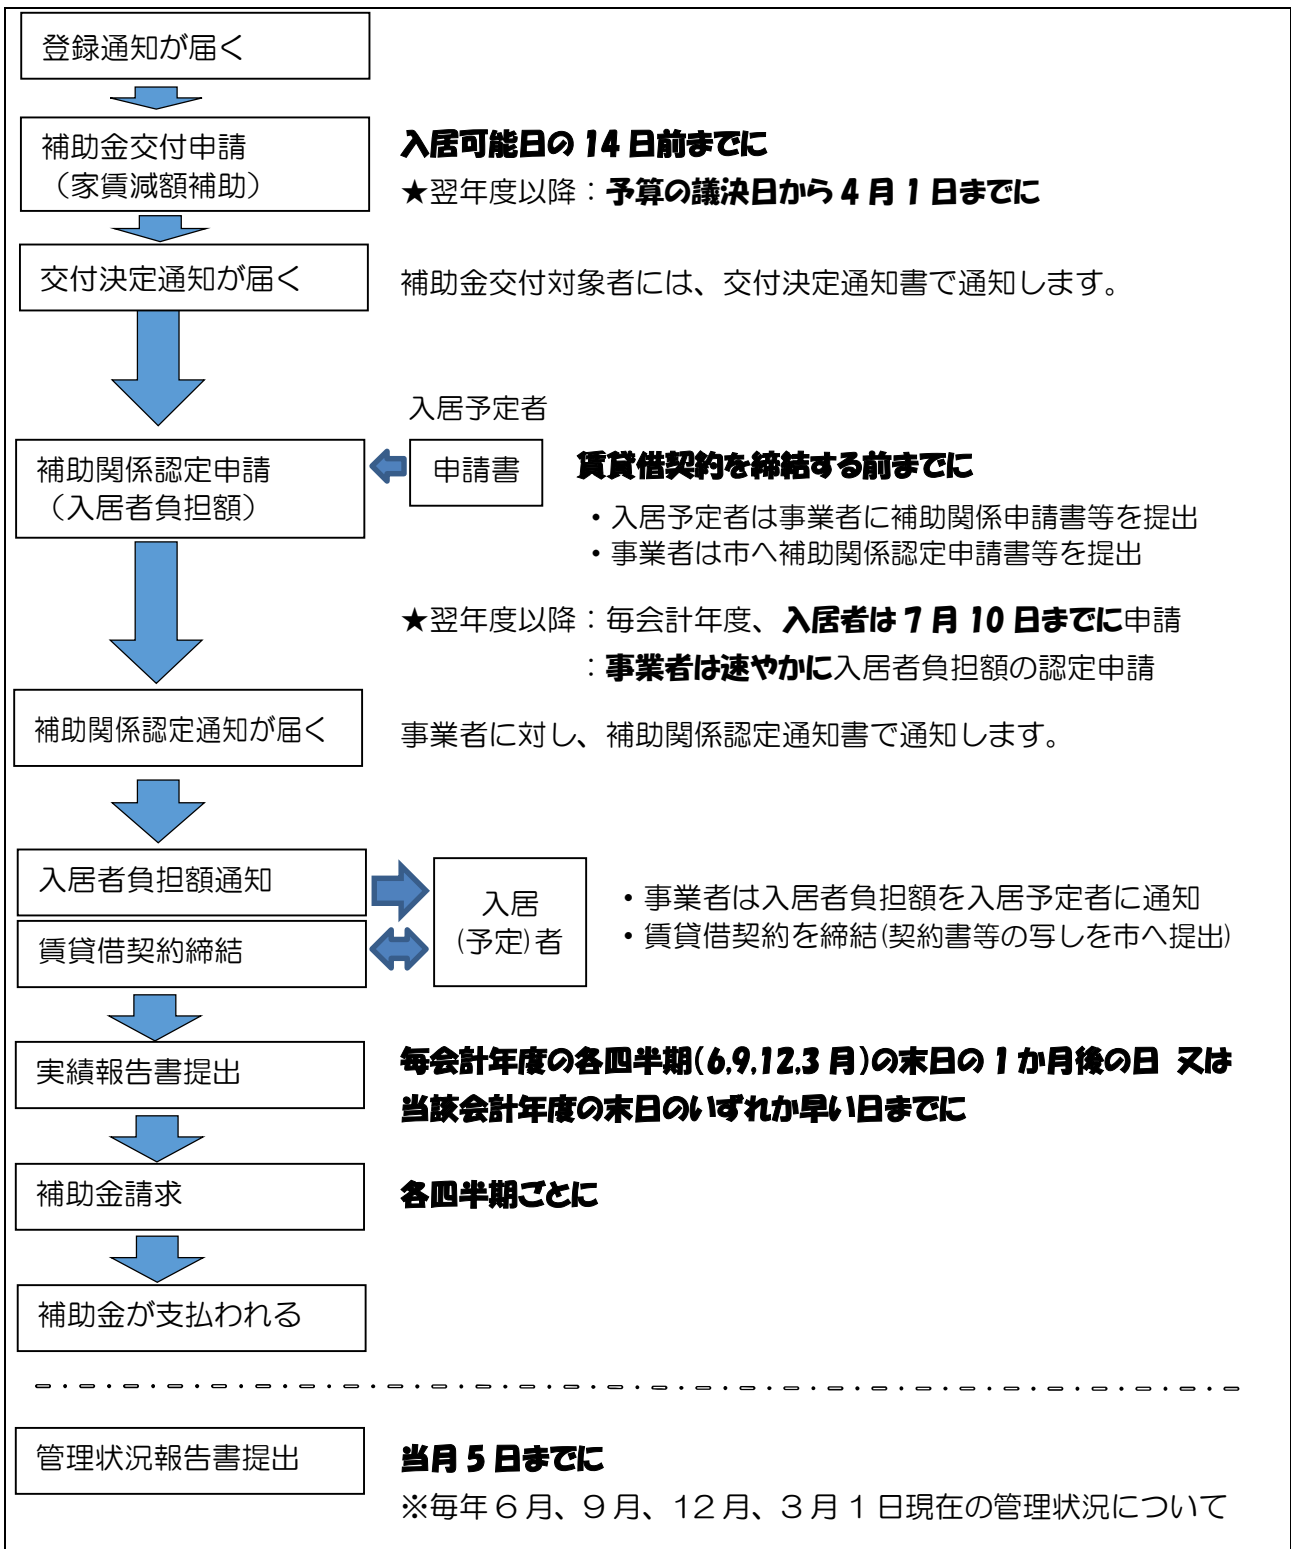 登録通知が届く
補助金交付申請
（家賃減額補助）
入居可能日の 14 日前までに
★翌年度以降：予算の議決日から 4 月 1 日までに
交付決定通知が届く
補助金交付対象者には、交付決定通知書で通知します。
入居予定者
補助関係認定申請
（入居者負担額）
申請書
賃貸借契約を締結する前までに
・入居予定者は事業者に補助関係申請書等を提出
・事業者は市へ補助関係認定申請書等を提出
★翌年度以降：毎会計年度、入居者は 7 月 10 日までに申請
：事業者は速やかに入居者負担額の認定申請
補助関係認定通知が届く
事業者に対し、補助関係認定通知書で通知します。
入居者負担額通知
賃貸借契約締結
入居
(予定)者
・事業者は入居者負担額を入居予定者に通知
・賃貸借契約を締結(契約書等の写しを市へ提出)
実績報告書提出
毎会計年度の各四半期(6,9,12,3 月)の末日の 1 か月後の日 又は
当該会計年度の末日のいずれか早い日までに
補助金請求
各四半期ごとに
補助金が支払われる
管理状況報告書提出
当月 5 日までに
※毎年 6 月、9 月、12 月、3 月 1 日現在の管理状況について